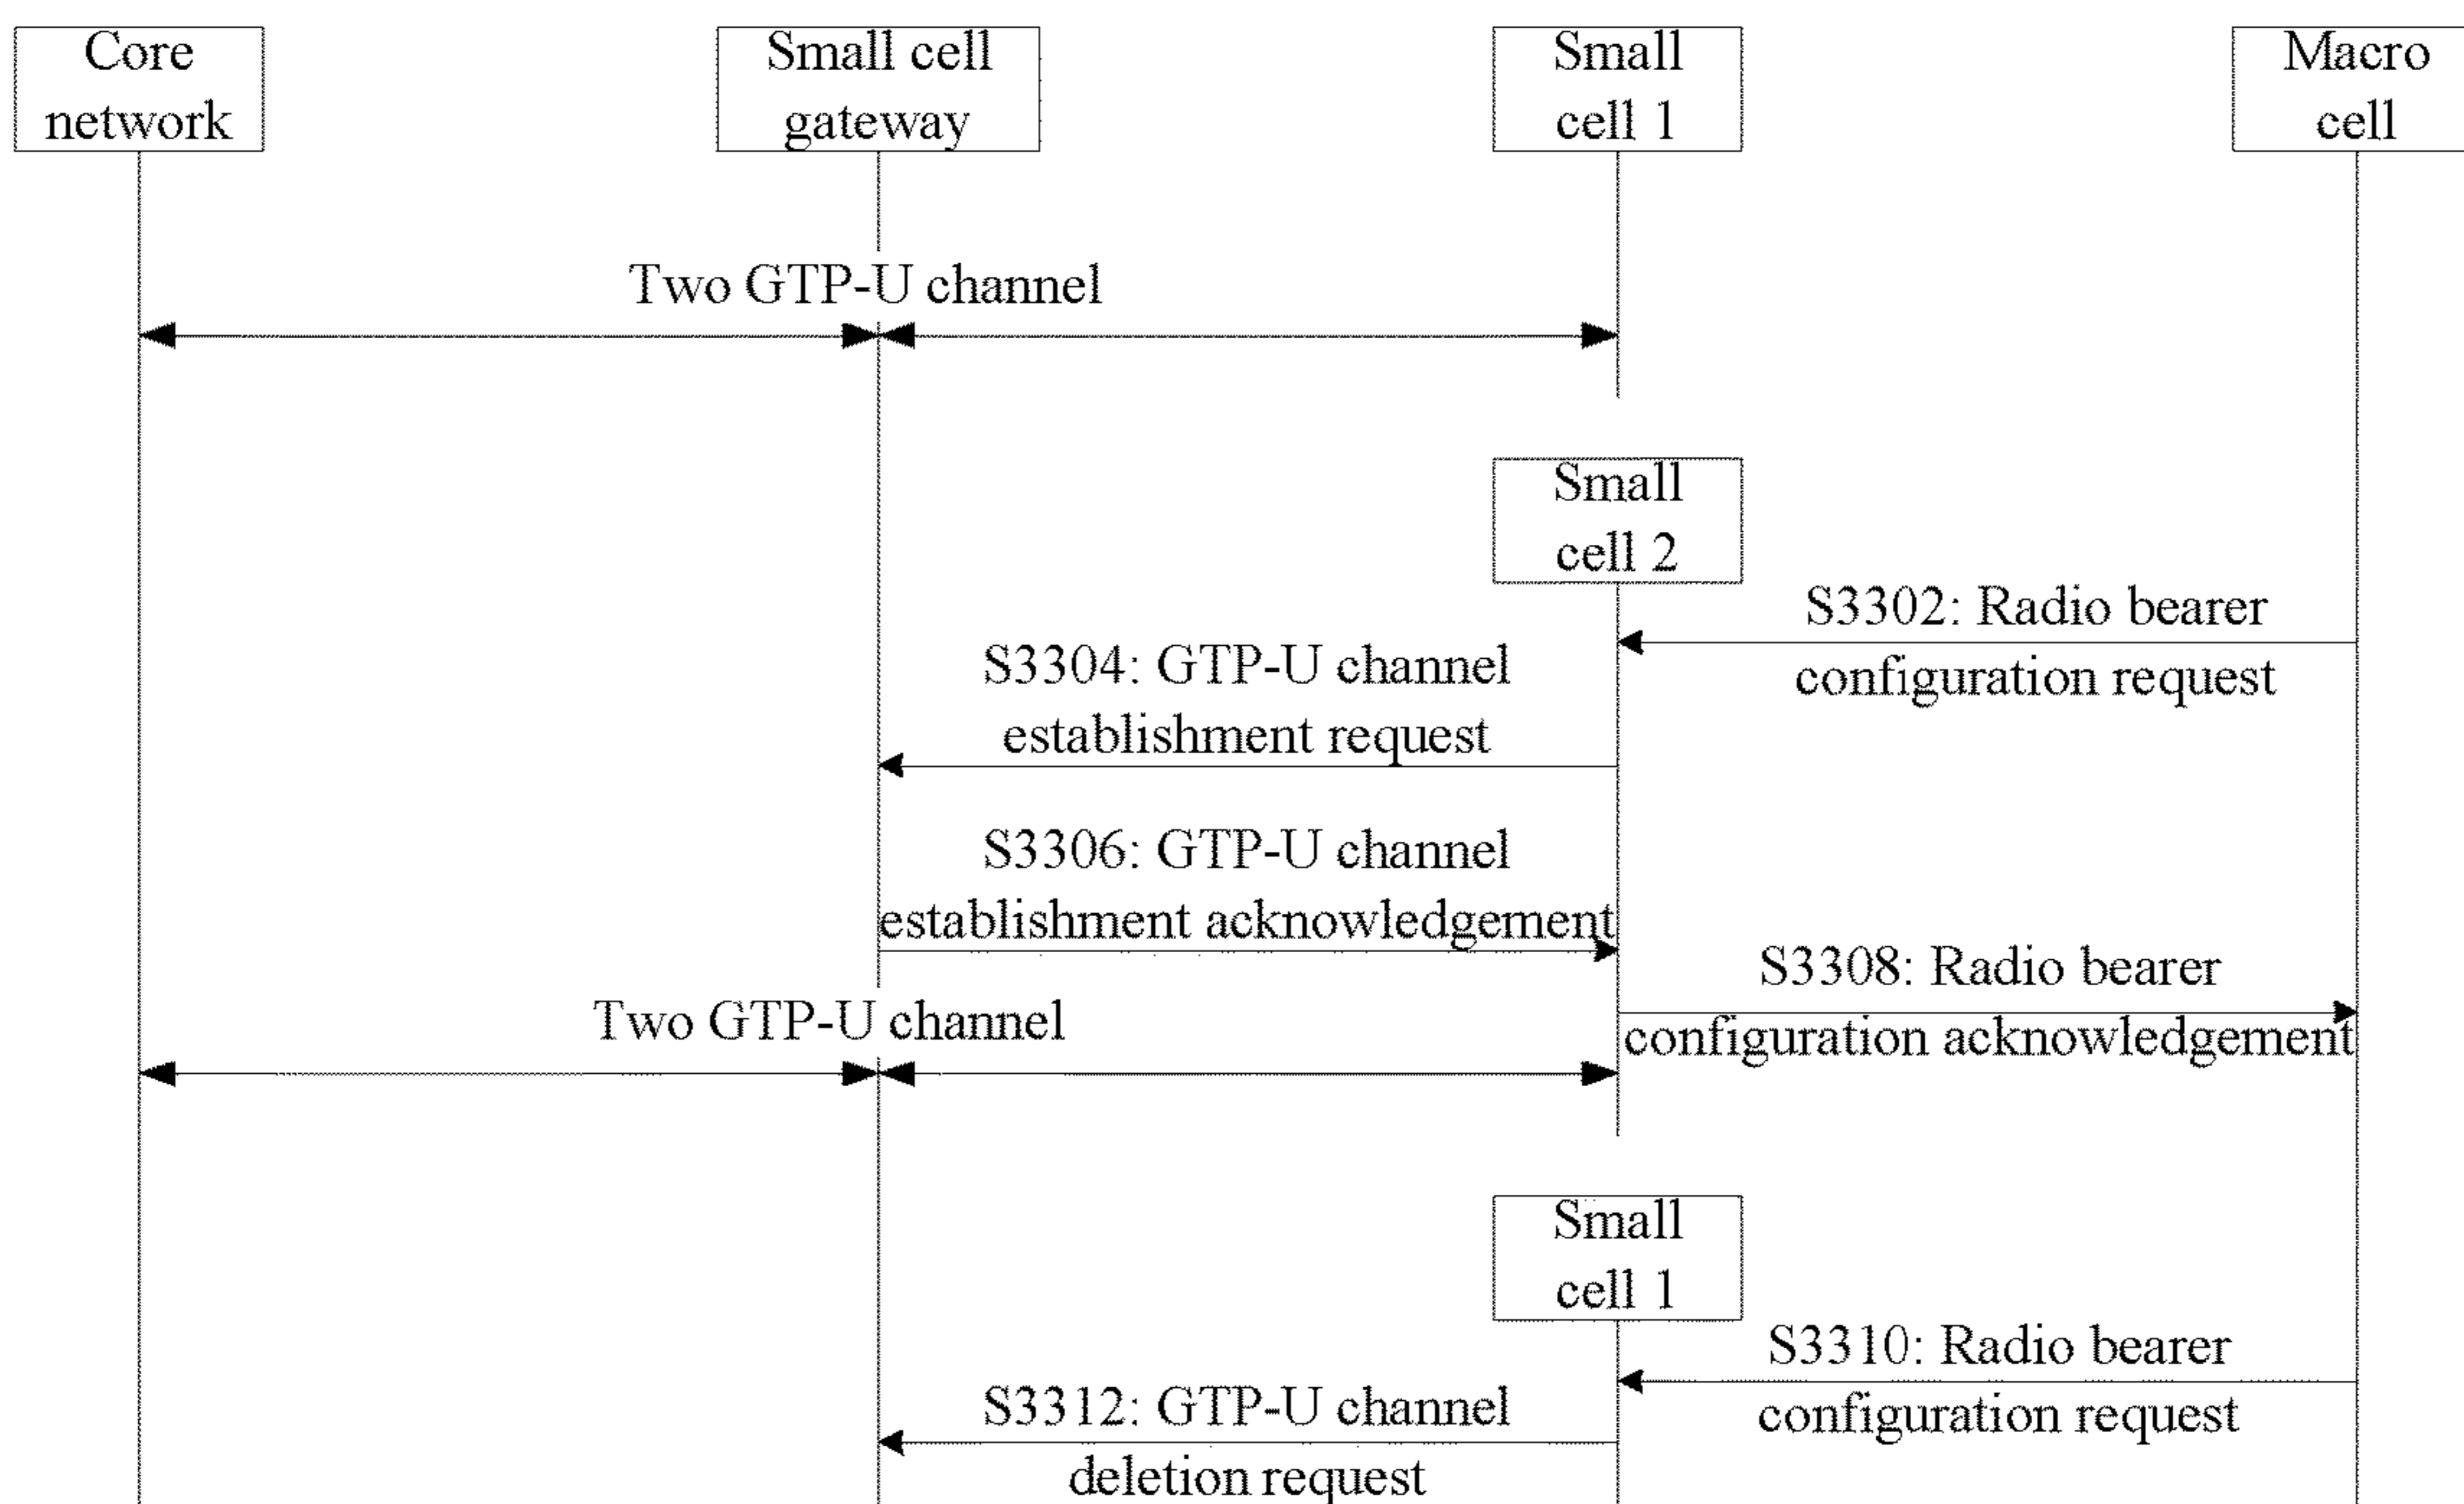 Core
network
Small cell
gateway
Small
cell 1
Macro
cell
Two GTP-U channel
Small
cell 2
S3302: Radio bearer
configuration request
S3304: GTP-U channel
establishment request
S3306: GTP-U channel
establishment acknowledgement
S3308: Radio bearer
configuration acknowledgement
Two GTP-U channel
Small
cell 1
S3310: Radio bearer
configuration request
S3312: GTP-U channel
deletion request